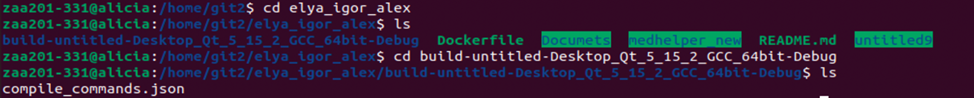 zaa201-331@alicia:/home/git2$ cd elya_igor_alex
zaa201-331@alicia:/home/git2/elya_igor_alex$ ls
build-untitled-Desktop_Qt_5_15_2_GCC_64bit-Debug Dockerfile Documets medhelper_new README.md untitled9
zaa201-331@alicia:/home/git2/elya_igor_alex$ cd build-untitled-Desktop_Qt_5_15_2_GCC_64bit-Debug
zaa201-331@alicia:/home/git2/elya_igor_alex/build-untitled-Desktop_Qt_5_15_2_GCC_64bit-Debug$ ls
compile_commands.json